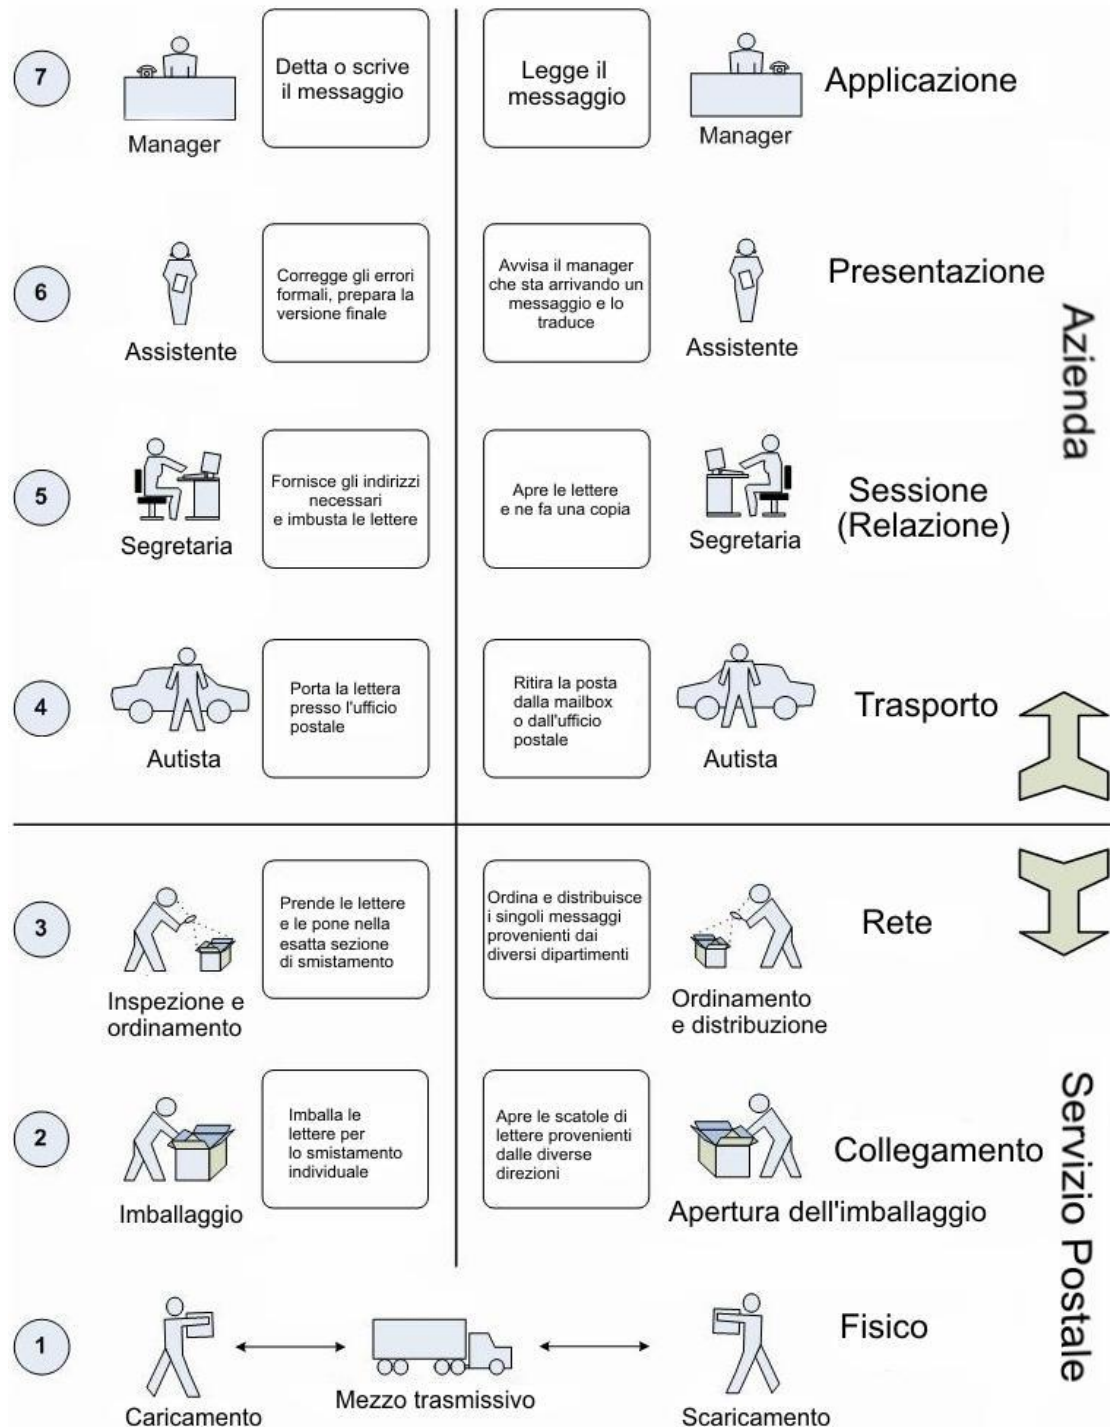 7
Manager
Detta o scrive
il messaggio
Legge il
messaggio
Manager
Applicazione
6
Assistente
Corregge gli errori
formali, prepara la
versione finale
Avvisa il manager
che sta arrivando un
messaggio e lo
traduce
Assistente
Presentazione
Azienda
5
Segretaria
Fornisce gli indirizzi
necessari
e imbusta le lettere
Apre le lettere
e ne fa una copia
Segretaria
Sessione
(Relazione)
4
Autista
Porta la lettera
presso l'ufficio
postale
Ritira la posta
dalla mailbox
o dall'ufficio
postale
Autista
Trasporto
3
Inspezione e
ordinamento
Prende le lettere
e le pone nella
esatta sezione
di smistamento
Ordina e distribuisce
i singoli messaggi
provenienti dai
diversi dipartimenti
Ordinamento
e distribuzione
Rete
2
Imballaggio
Imballa le
lettere per
lo smistamento
individuale
Apre le scatole di
lettere provenienti
dalle diverse
direzioni
Apertura dell'imballaggio
Collegamento
Servizio Postale
1
Caricamento
Mezzo trasmissivo
Scaricamento
Fisico